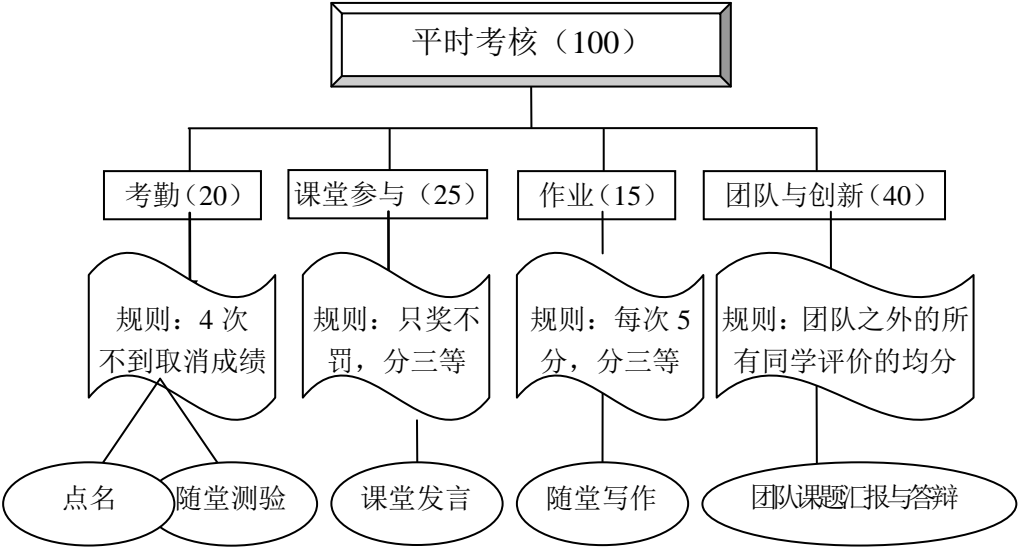 平时考核（100）
考勤（20）
课堂参与（25）
作业（15）
团队与创新（40）
规则：4 次
不到取消成绩
规则：只奖不
罚，分三等
规则：每次 5
分，分三等
规则：团队之外的所
有同学评价的均分
点名
随堂测验
课堂发言
随堂写作
团队课题汇报与答辩